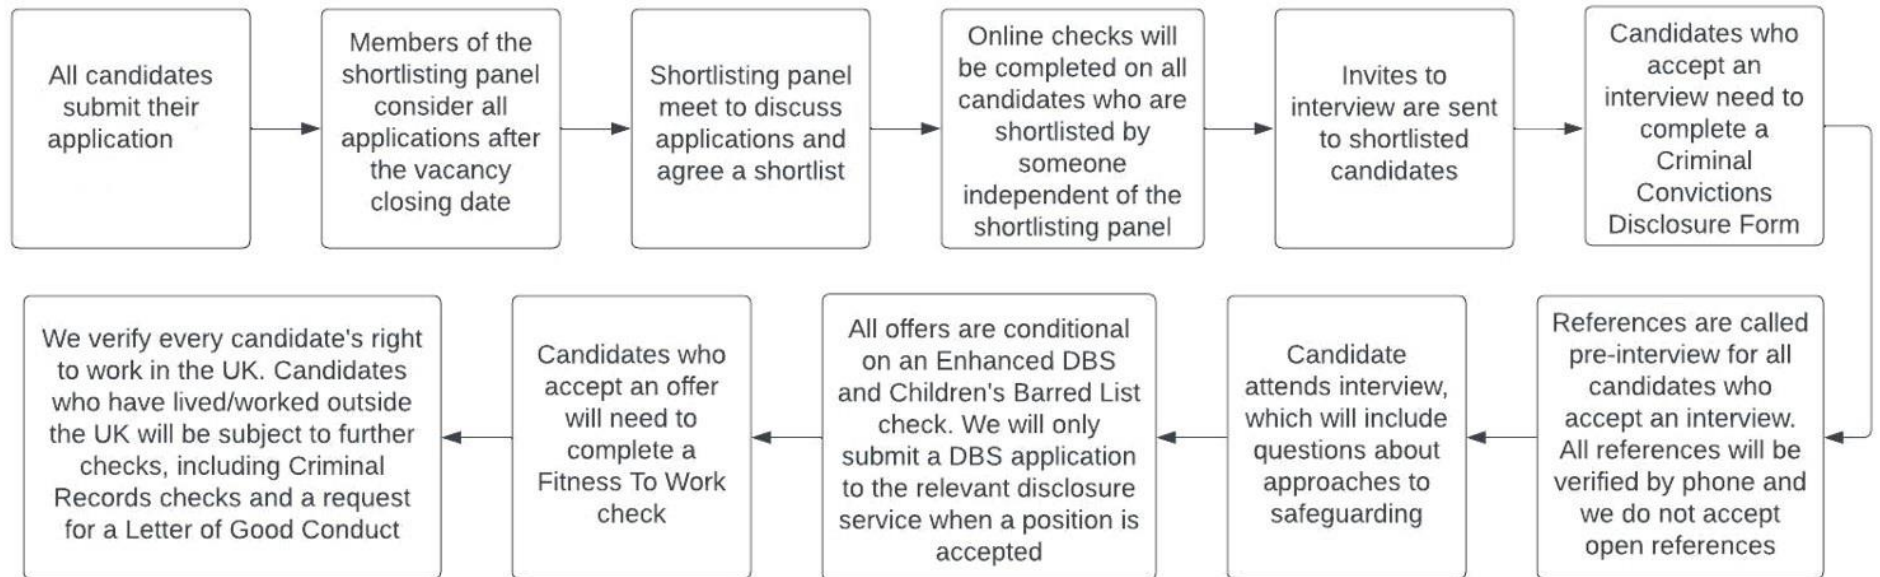 All candidates
submit their
application
Members of the
shortlisting panel
consider all
applications after
the vacancy
closing date
Shortlisting panel
meet to discuss
applications and
agree a shortlist
Online checks will
be completed on all
candidates who are
shortlisted by
someone
independent of the
shortlisting panel
Invites to
interview are sent
to shortlisted
candidates
Candidates who
accept an
interview need to
complete a
Criminal
Convictions
Disclosure Form
References are called
pre-interview for all
candidates who
accept an interview.
All references will be
verified by phone and
we do not accept
open references
Candidate
attends interview,
which will include
questions about
approaches to
safeguarding
All offers are conditional
on an Enhanced DBS
and Children's Barred List
check. We will only
submit a DBS application
to the relevant disclosure
service when a position is
accepted
Candidates who
accept an offer
will need to
complete a
Fitness To Work
check
We verify every candidate's right
to work in the UK. Candidates
who have lived/worked outside
the UK will be subject to further
checks, including Criminal
Records checks and a request
for a Letter of Good Conduct